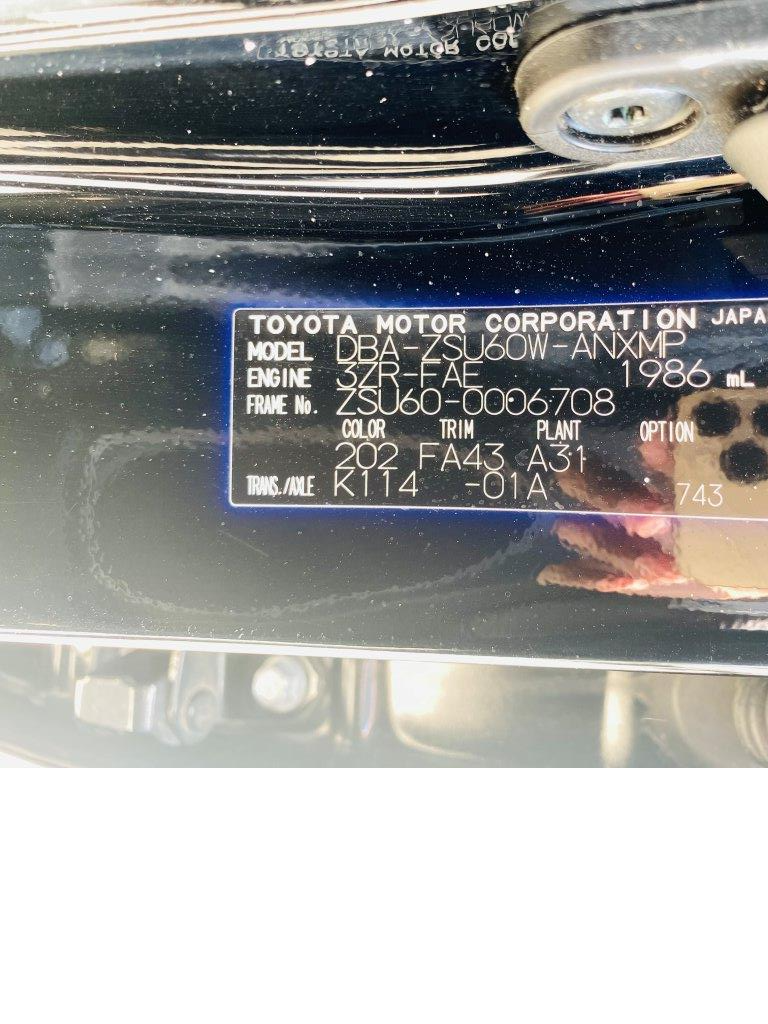 TOYOTA MOTOR CORPORATION JAPA
MODEL DBA-ZSU60W-ANXMP
ENGINE 3ZR-FAE 1986 mL
FRAME No. ZSU60-0006708
COLOR TRIM PLANT OPTION
202 FA43 A31
TRANS./AXLE K114 -01A 743